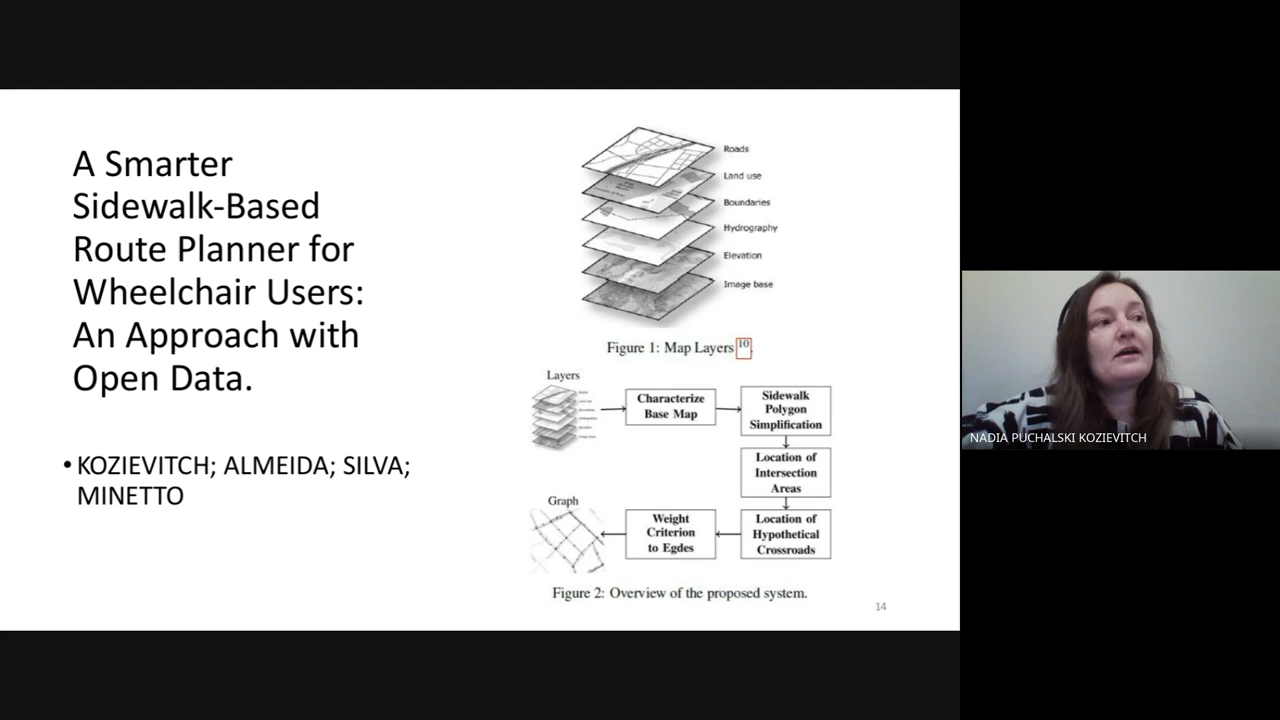 A Smarter
Sidewalk-Based
Route Planner for
Wheelchair Users:
An Approach with
Open Data.
• KOZIEVITCH; ALMEIDA; SILVA;
MINETTO
Roads
Land use
Boundaries
Hydrography
Elevation
Image base
Figure 1: Map Layers 10.
Layers
Characterize
Base Map
Sidewalk
Polygon
Simplification
Location of
Intersection
Areas
Graph
Weight
Criterion
to Egdes
Location of
Hypothetical
Crossroads
Figure 2: Overview of the proposed system.
14
NADIA PUCHALSKI KOZIEVITCH